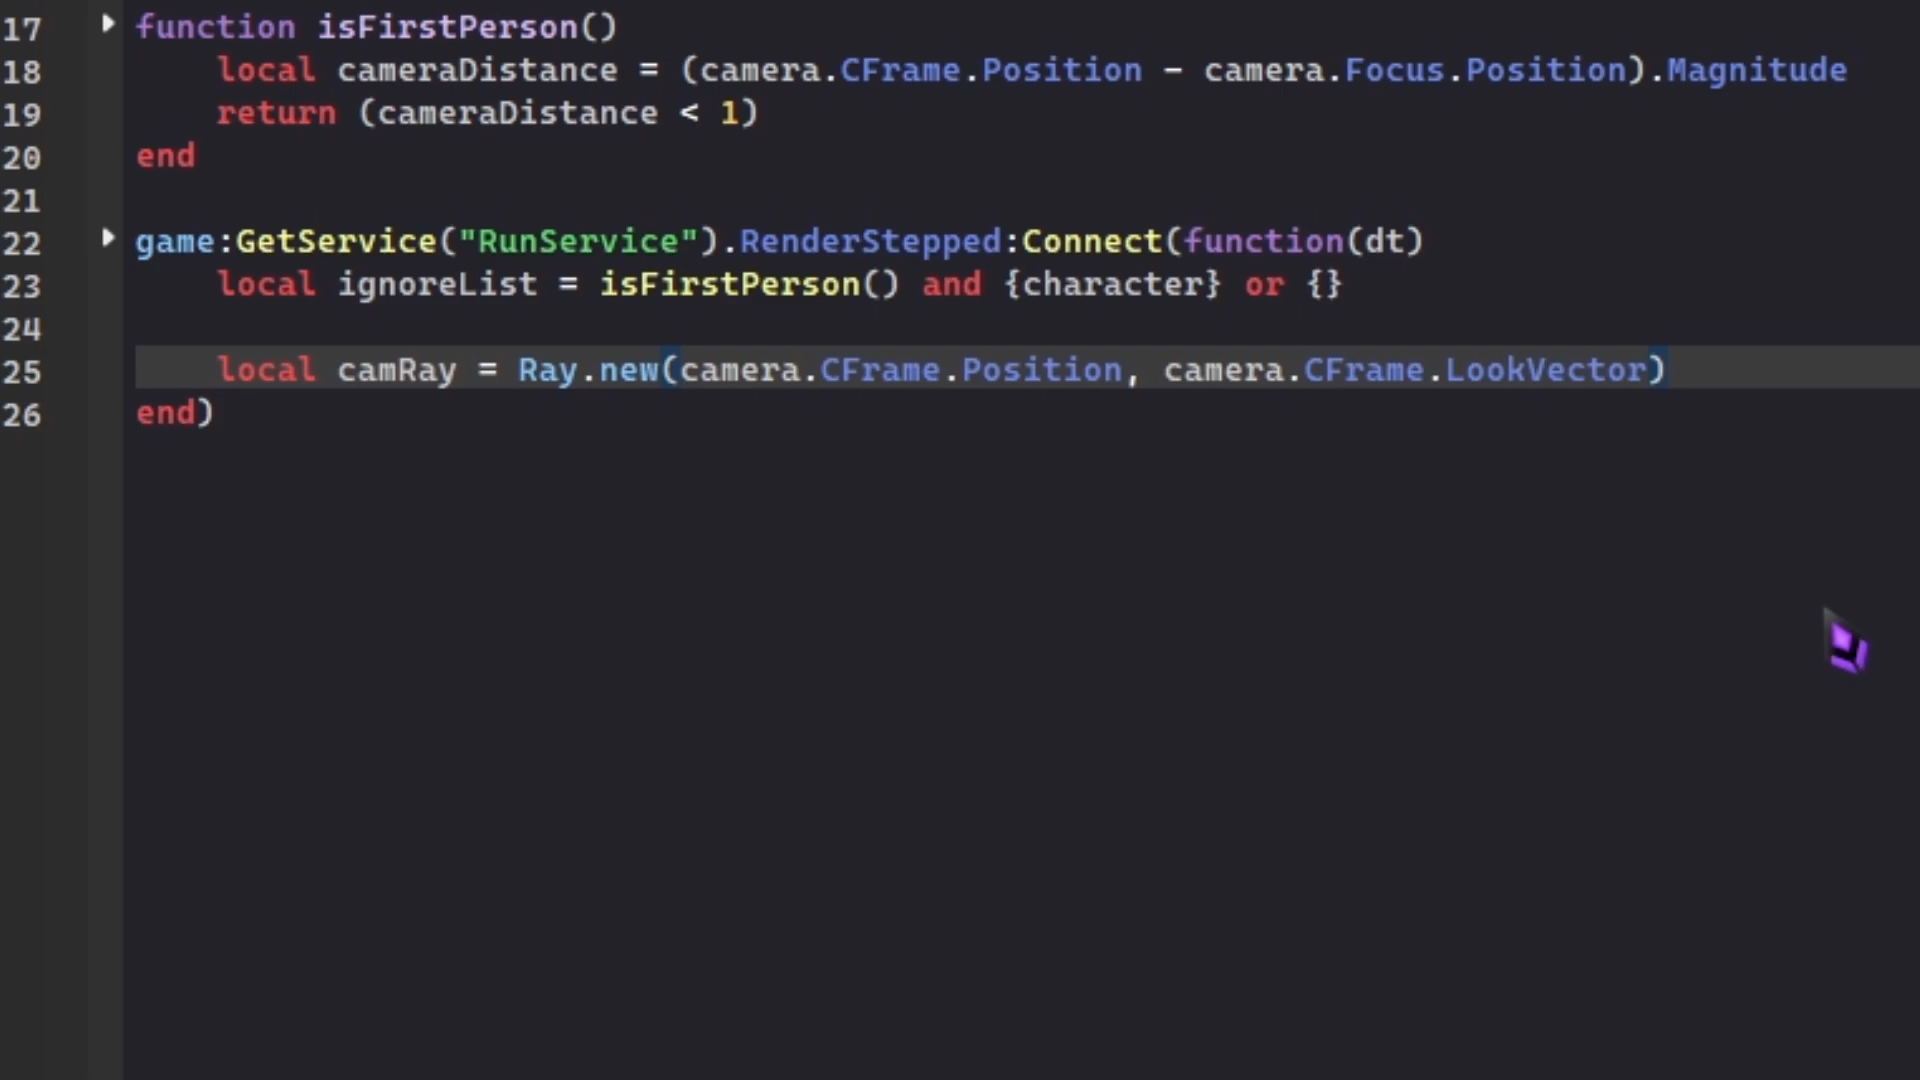 17 function isFirstPerson()
18 local cameraDistance = (camera.CFrame.Position - camera.Focus.Position).Magnitude
19 return (cameraDistance < 1)
20 end
21
22 game:GetService("RunService").RenderStepped:Connect(function(dt)
23 local ignoreList = isFirstPerson() and {character} or {}
24
25 local camRay = Ray.new(camera.CFrame.Position, camera.CFrame.LookVector)
26 end)